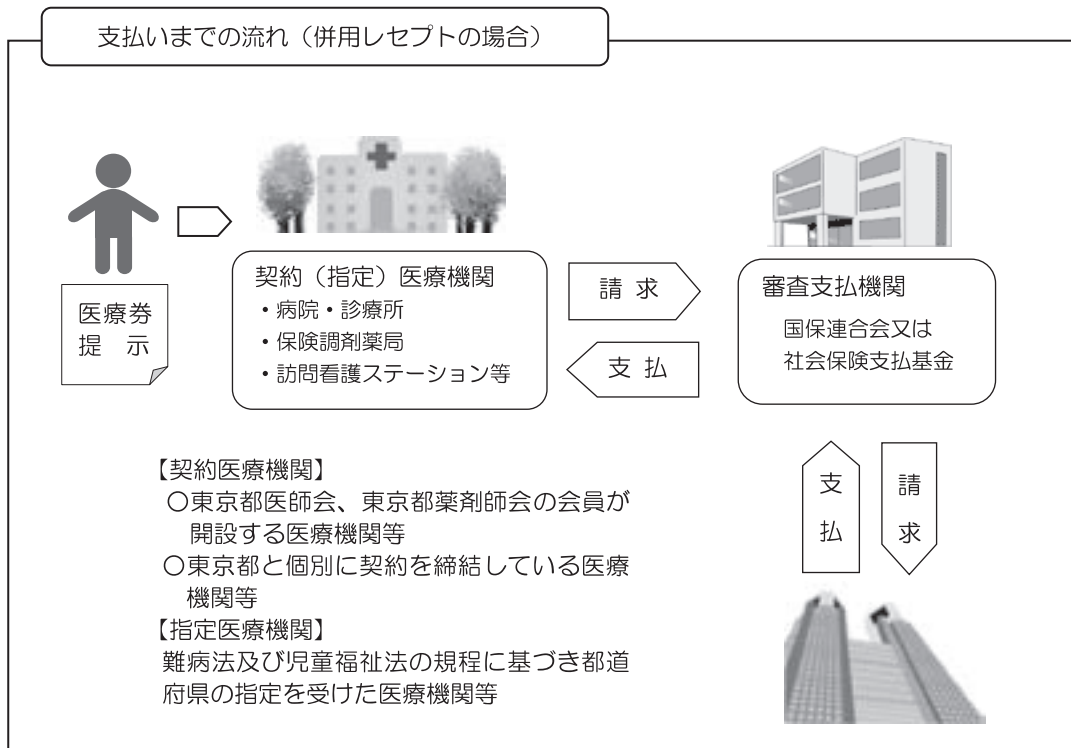 支払いまでの流れ（併用レセプトの場合）
医療券
提　示
契約（指定）医療機関
・病院・診療所
・保険調剤薬局
・訪問看護ステーション等
請 求
支 払
審査支払機関
国保連合会又は
社会保険支払基金
支
払
請
求
【契約医療機関】
〇東京都医師会、東京都薬剤師会の会員が
開設する医療機関等
〇東京都と個別に契約を締結している医療
機関等
【指定医療機関】
難病法及び児童福祉法の規程に基づき都道
府県の指定を受けた医療機関等